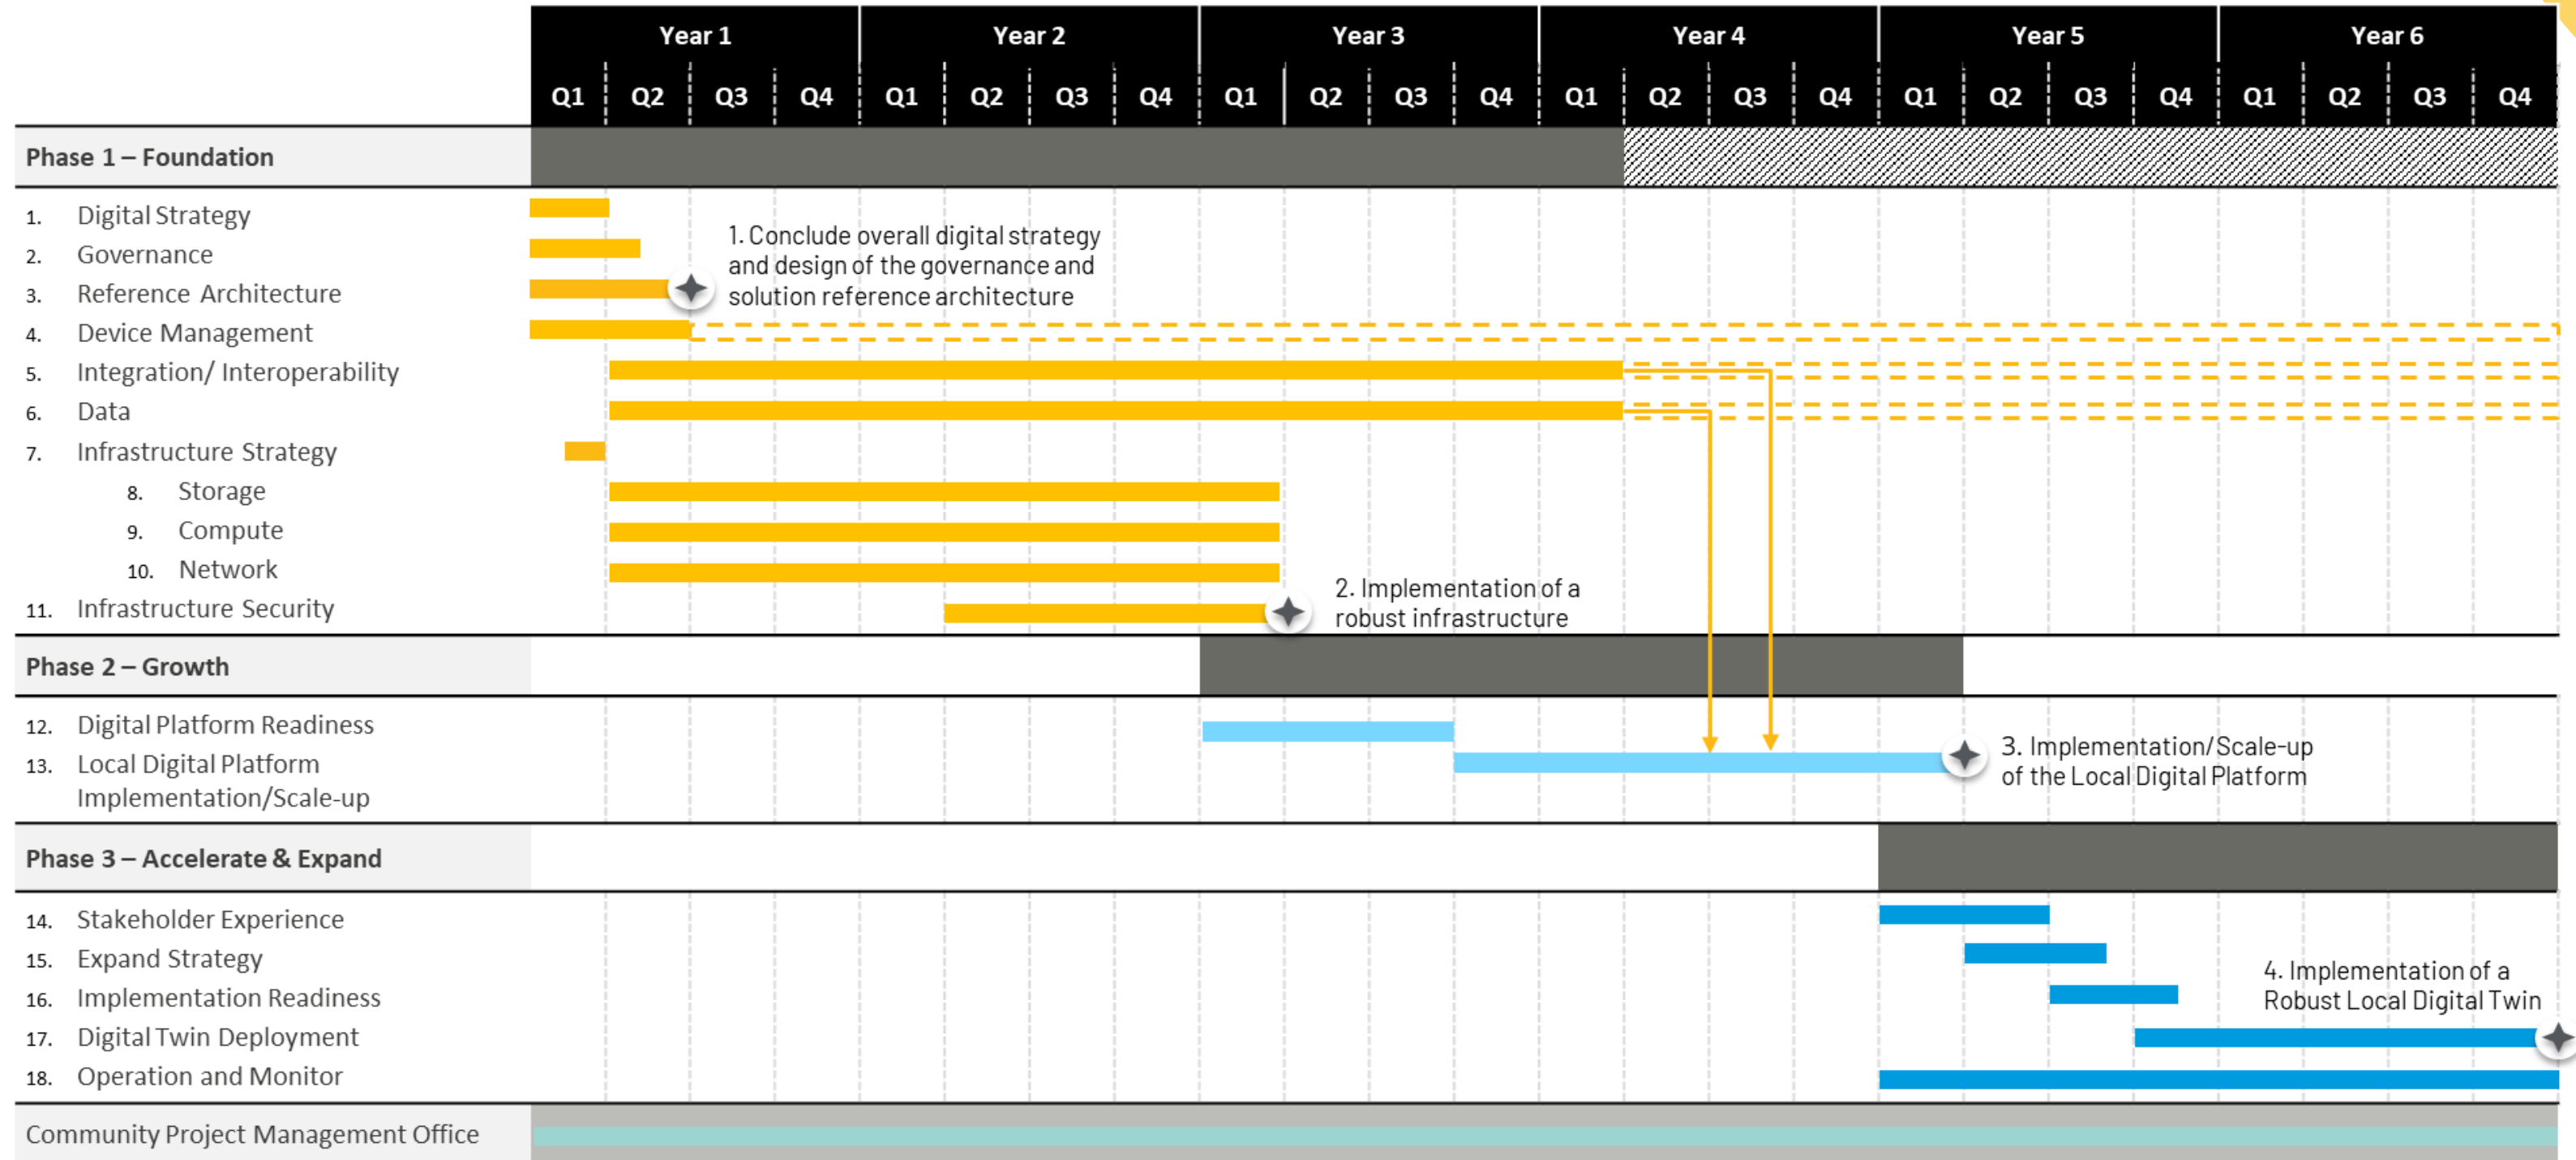 Year 1 Year 2 Year 3 Year 4 Year 5 Year 6
Q1 Q2 Q3 Q4 Q1 Q2 Q3 Q4 Q1 Q2 Q3 Q4 Q1 Q2 Q3 Q4 Q1 Q2 Q3 Q4 Q1 Q2 Q3 Q4
Phase 1 – Foundation
1. Digital Strategy
2. Governance
3. Reference Architecture
1. Conclude overall digital strategy
and design of the governance and
solution reference architecture
4. Device Management
5. Integration/ Interoperability
6. Data
7. Infrastructure Strategy
8. Storage
9. Compute
10. Network
11. Infrastructure Security
2. Implementation of a
robust infrastructure
Phase 2 – Growth
12. Digital Platform Readiness
13. Local Digital Platform
Implementation/Scale-up
3. Implementation/Scale-up
of the Local Digital Platform
Phase 3 – Accelerate & Expand
14. Stakeholder Experience
15. Expand Strategy
16. Implementation Readiness
4. Implementation of a
Robust Local Digital Twin
17. Digital Twin Deployment
18. Operation and Monitor
Community Project Management Office